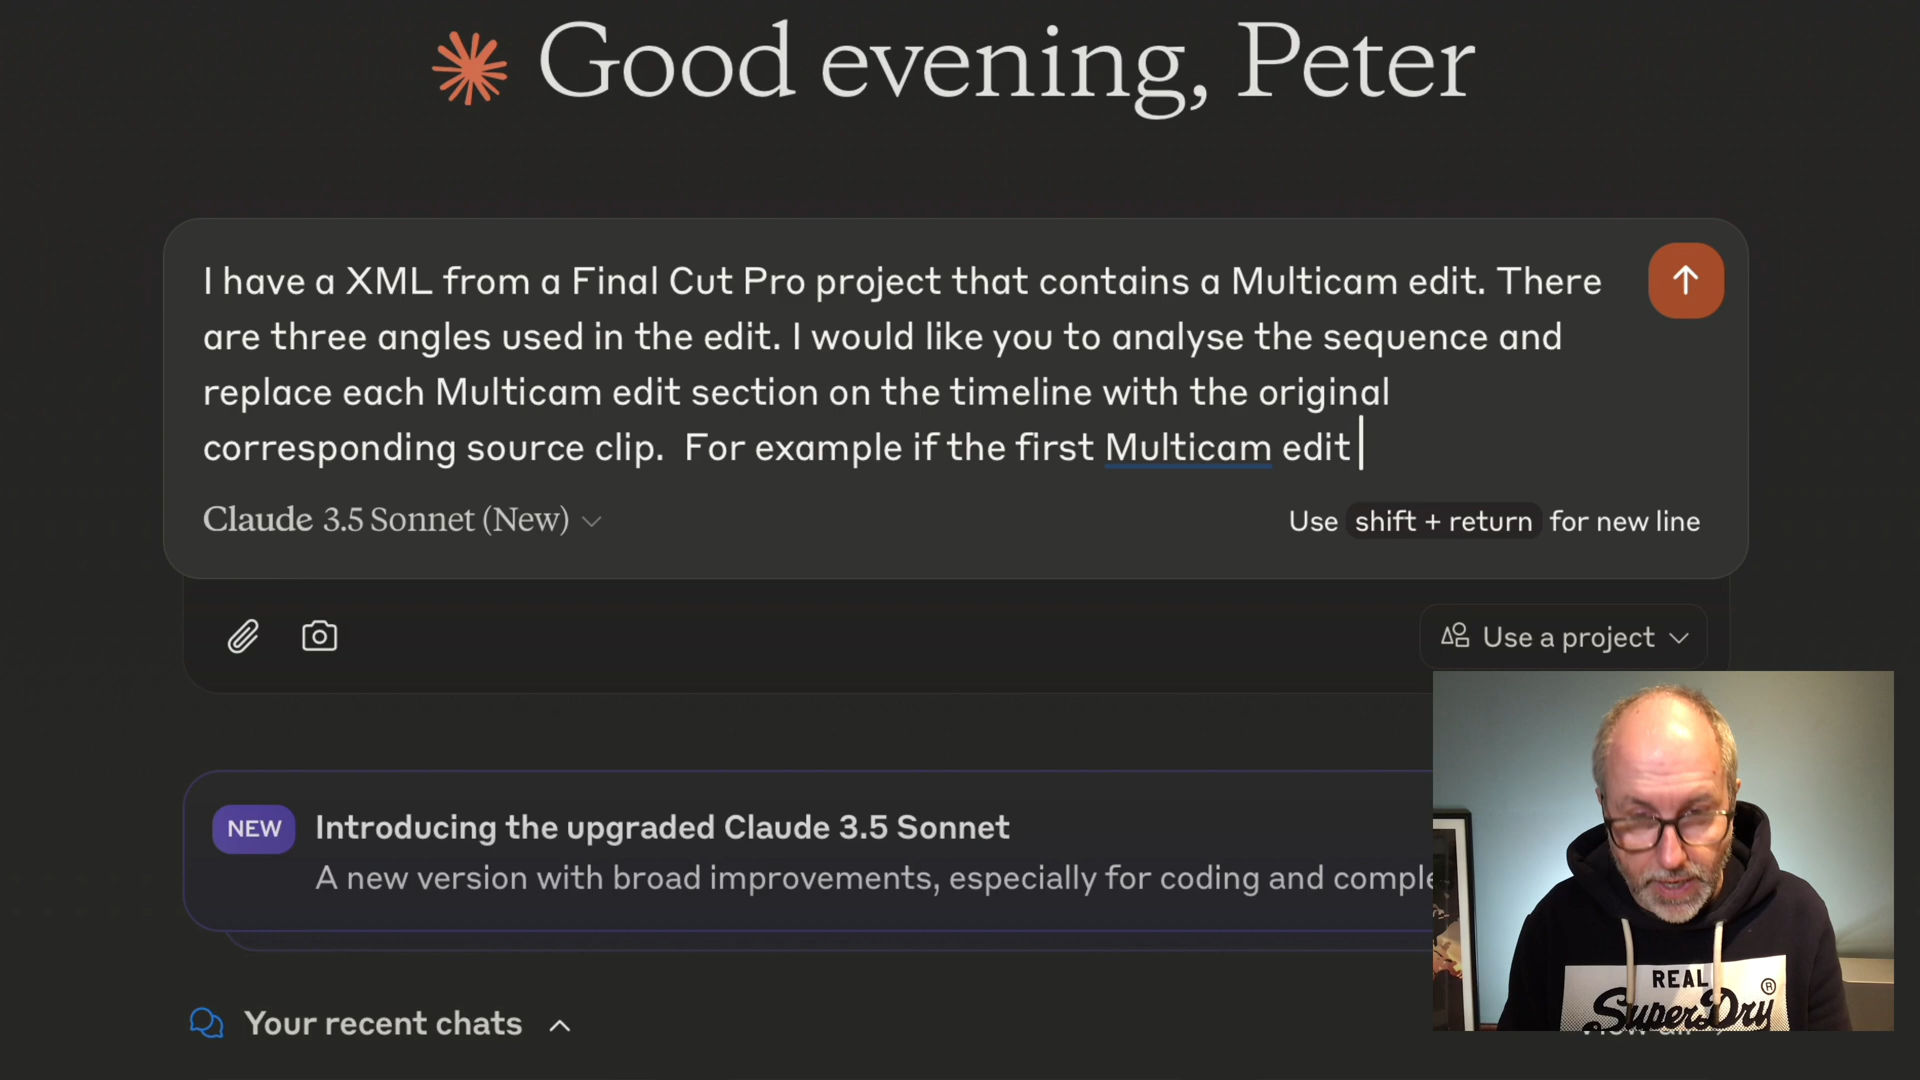 Good evening, Peter
I have a XML from a Final Cut Pro project that contains a Multicam edit. There
are three angles used in the edit. I would like you to analyse the sequence and
replace each Multicam edit section on the timeline with the original
corresponding source clip.  For example if the first Multicam edit
Claude 3.5 Sonnet (New)
Use shift + return for new line
Use a project
NEW Introducing the upgraded Claude 3.5 Sonnet
A new version with broad improvements, especially for coding and comple
Your recent chats
REAL
SuperDry ®